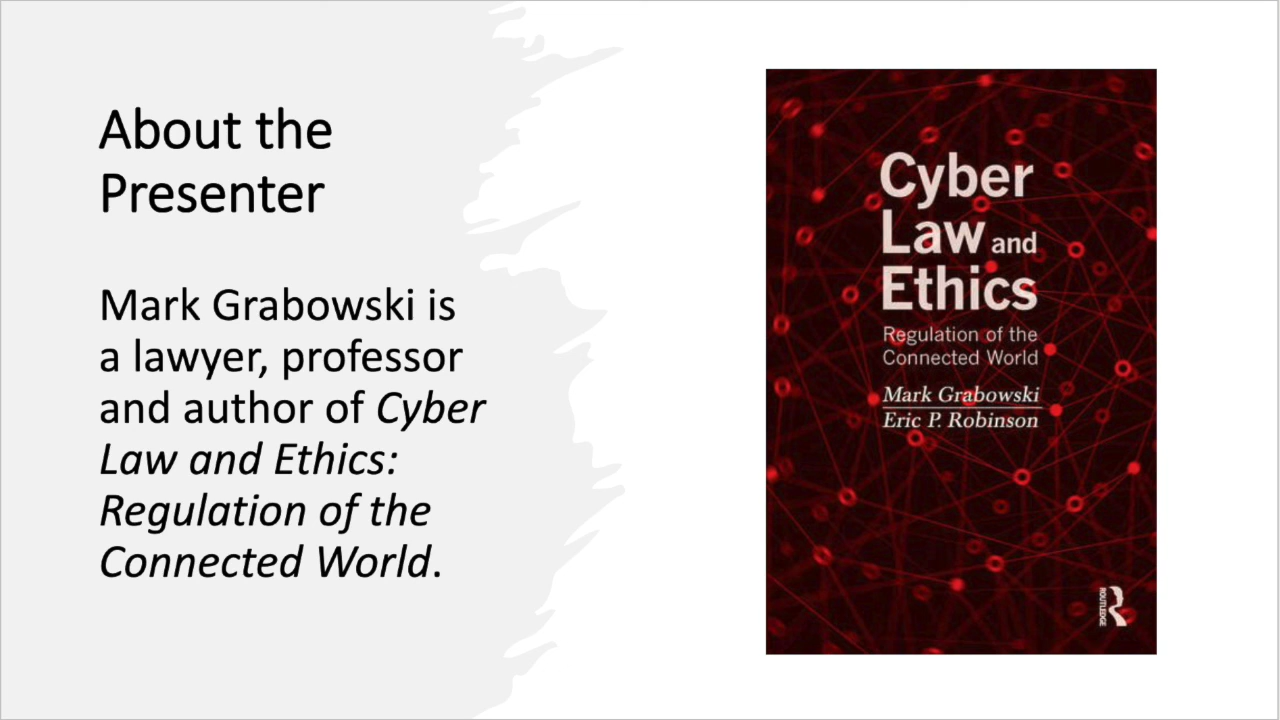 About the
Presenter
Mark Grabowski is
a lawyer, professor
and author of Cyber
Law and Ethics:
Regulation of the
Connected World.
Cyber
Law and
Ethics
Regulation of the
Connected World
Mark Grabowski
Eric P. Robinson
ROUTLEDGE